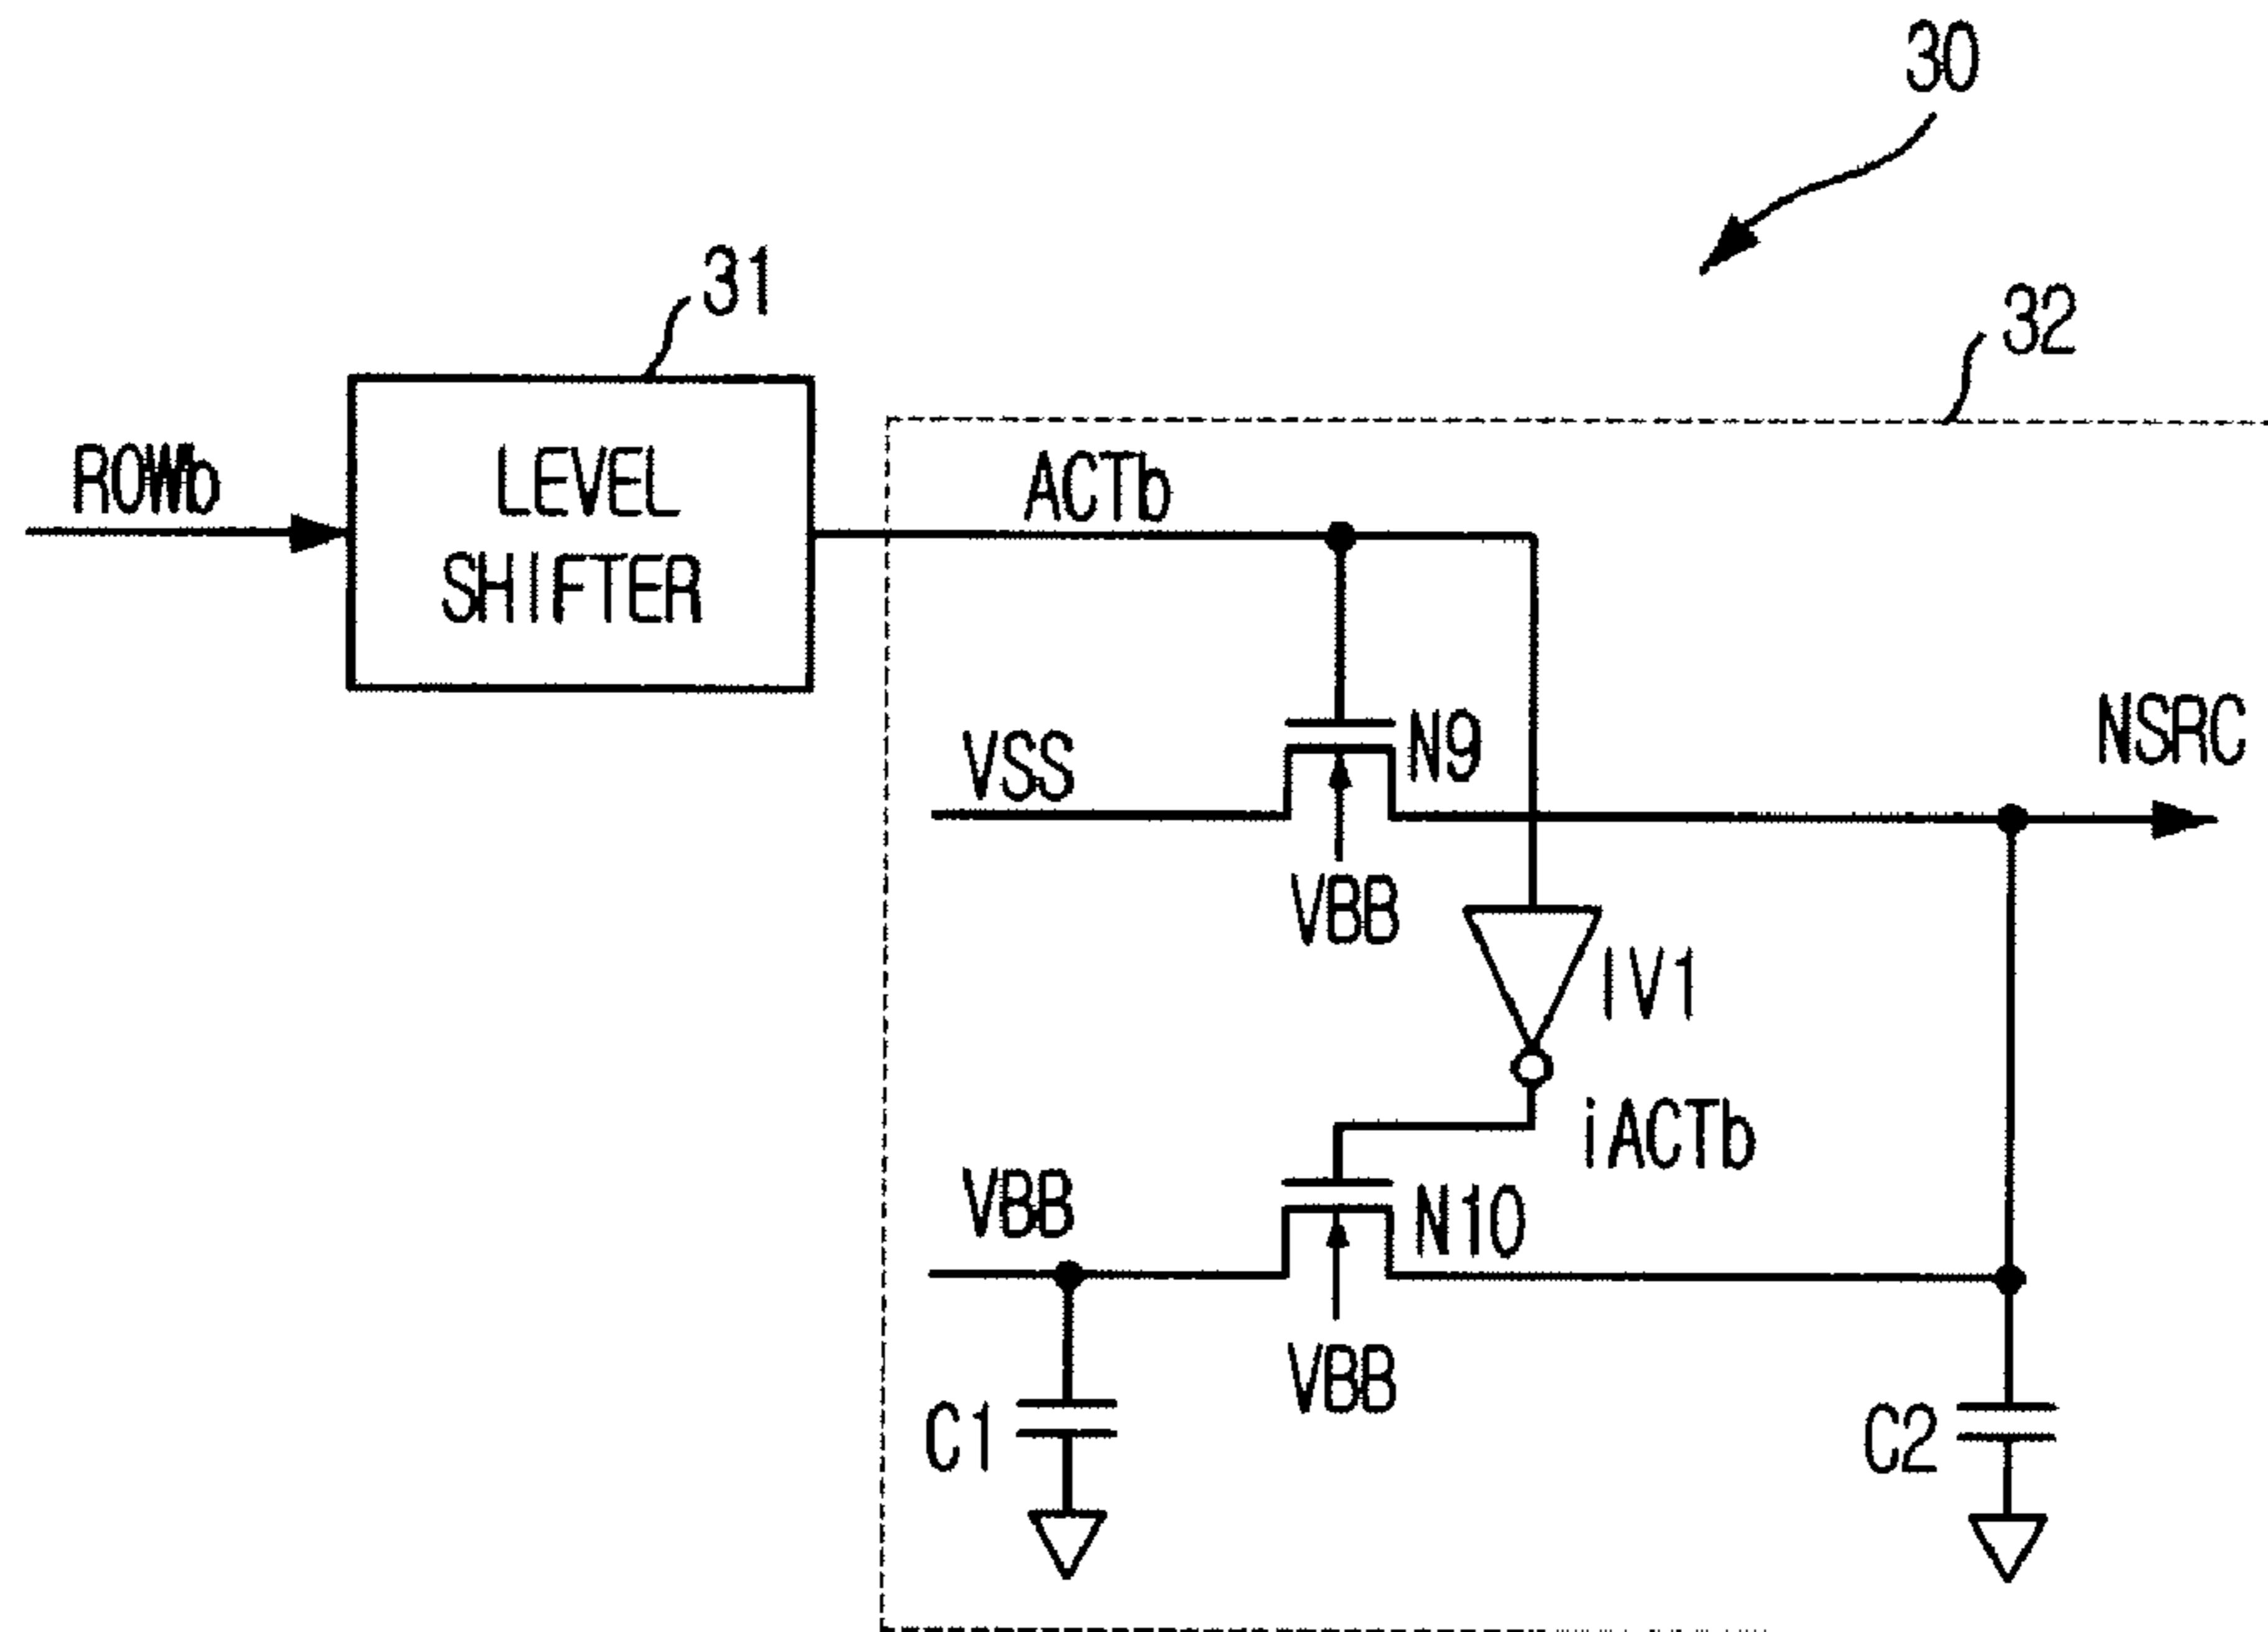 30
31
32
ROWb
LEVEL
SHIFTER
ACTb
VSS
N9
NSRC
VBB
IV1
iACTb
VBB
N10
VBB
C1
C2